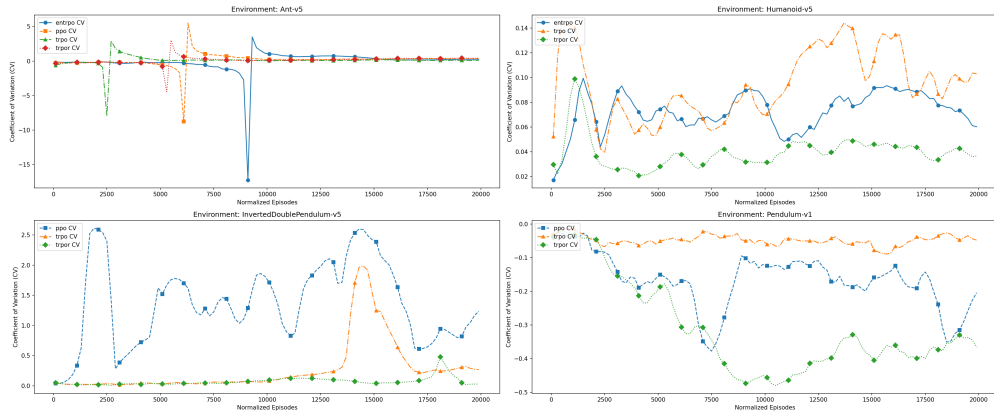 Environment: Ant-v5
entrpo CV
ppo CV
trpo CV
trpor CV
Coefficient of Variation (CV)
5
0
−5
−10
−15
0 2500 5000 7500 10000 12500 15000 17500 20000
Normalized Episodes
Environment: Humanoid-v5
entrpo CV
trpo CV
trpor CV
Coefficient of Variation (CV)
0.14
0.12
0.10
0.08
0.06
0.04
0.02
0 2500 5000 7500 10000 12500 15000 17500 20000
Normalized Episodes
Environment: InvertedDoublePendulum-v5
ppo CV
trpo CV
trpor CV
Coefficient of Variation (CV)
2.5
2.0
1.5
1.0
0.5
0.0
0 2500 5000 7500 10000 12500 15000 17500 20000
Normalized Episodes
Environment: Pendulum-v1
ppo CV
trpo CV
trpor CV
Coefficient of Variation (CV)
0.0
−0.1
−0.2
−0.3
−0.4
−0.5
0 2500 5000 7500 10000 12500 15000 17500 20000
Normalized Episodes